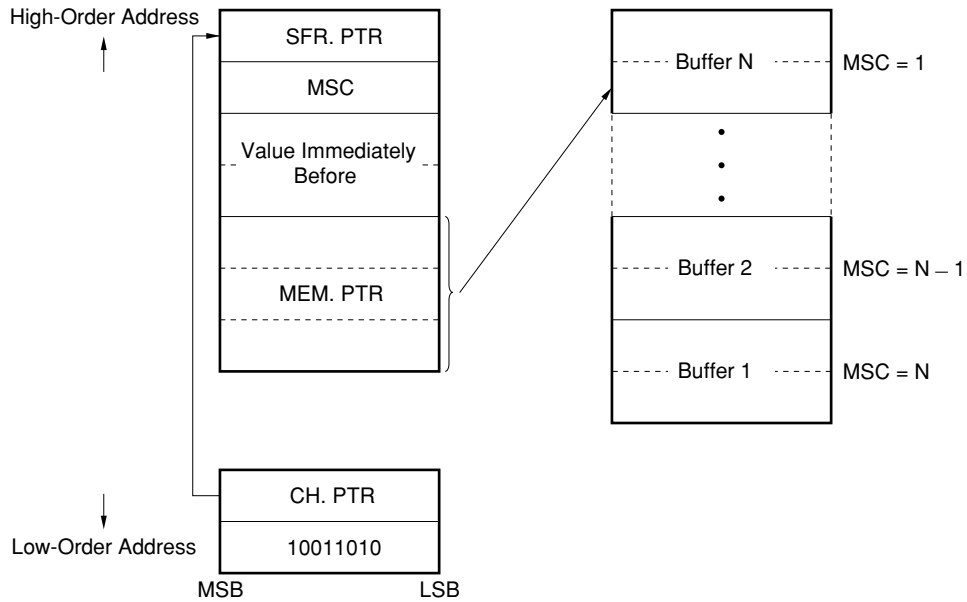 High-Order Address
SFR. PTR
MSC
Value Immediately
Before
MEM. PTR
CH. PTR
Low-Order Address
10011010
MSB
LSB
Buffer N
MSC = 1
Buffer 2
MSC = N – 1
Buffer 1
MSC = N